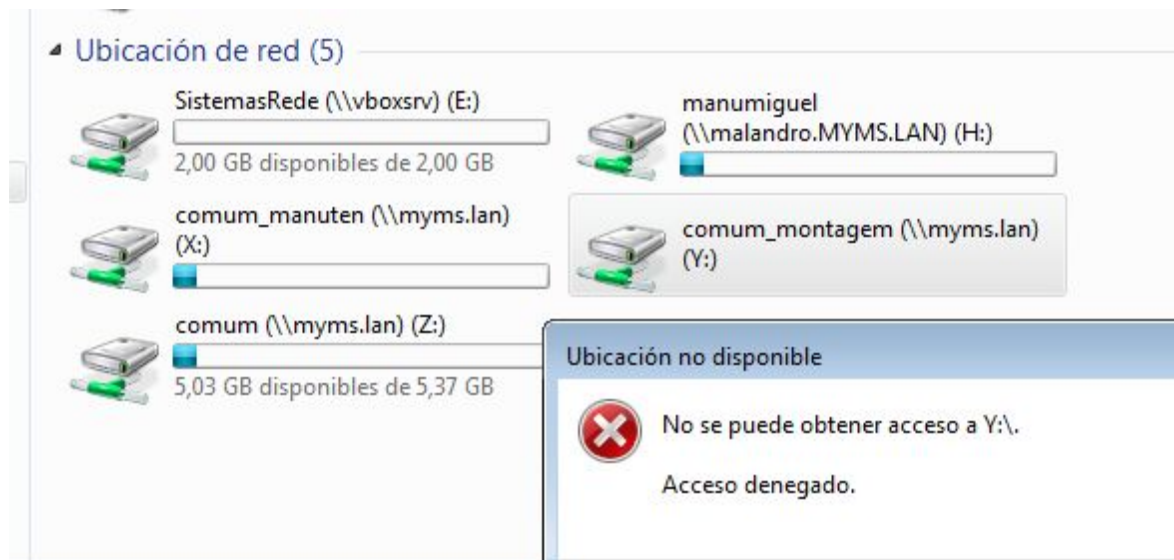 Ubicación de red (5)
SistemasRede (\\vboxsrv) (E:)
2,00 GB disponibles de 2,00 GB
manumiguel
(\\malandro.MYMS.LAN) (H:)
comum_manuten (\\myms.lan)
(X:)
comum_montagem (\\myms.lan)
(Y:)
comum (\\myms.lan) (Z:)
5,03 GB disponibles de 5,37 GB
Ubicación no disponible
No se puede obtener acceso a Y:\.
Acceso denegado.